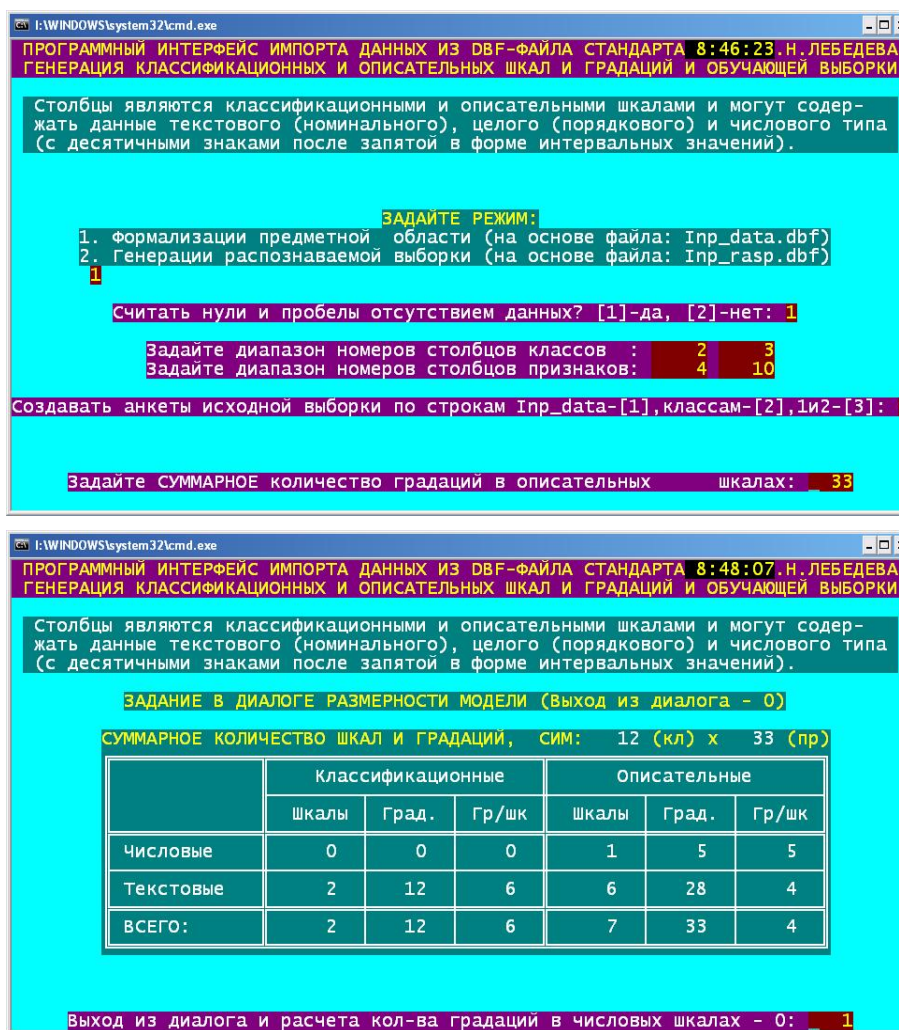 I:\WINDOWS\system32\cmd.exe
ПРОГРАММНЫЙ ИНТЕРФЕЙС ИМПОРТА ДАННЫХ ИЗ DBF-ФАЙЛА СТАНДАРТА 8:46:23.Н.ЛЕБЕДЕВА
ГЕНЕРАЦИЯ КЛАССИФИКАЦИОННЫХ И ОПИСАТЕЛЬНЫХ ШКАЛ И ГРАДАЦИЙ И ОБУЧАЮЩЕЙ ВЫБОРКИ
Столбцы являются классификационными и описательными шкалами и могут содер-
жать данные текстового (номинального), целого (порядкового) и числового типа
(с десятичными знаками после запятой в форме интервальных значений).
ЗАДАЙТЕ РЕЖИМ:
1. Формализации предметной области (на основе файла: Inp_data.dbf)
2. Генерации распознаваемой выборки (на основе файла: Inp_rasp.dbf)
1
Считать нули и пробелы отсутствием данных? [1]-да, [2]-нет: 1
Задайте диапазон номеров столбцов классов : 2 3
Задайте диапазон номеров столбцов признаков: 4 10
Создавать анкеты исходной выборки по строкам Inp_data-[1],классам-[2],1и2-[3]:
Задайте СУММАРНОЕ количество градаций в описательных шкалах: _ 33
I:\WINDOWS\system32\cmd.exe
ПРОГРАММНЫЙ ИНТЕРФЕЙС ИМПОРТА ДАННЫХ ИЗ DBF-ФАЙЛА СТАНДАРТА 8:48:07.Н.ЛЕБЕДЕВА
ГЕНЕРАЦИЯ КЛАССИФИКАЦИОННЫХ И ОПИСАТЕЛЬНЫХ ШКАЛ И ГРАДАЦИЙ И ОБУЧАЮЩЕЙ ВЫБОРКИ
Столбцы являются классификационными и описательными шкалами и могут содер-
жать данные текстового (номинального), целого (порядкового) и числового типа
(с десятичными знаками после запятой в форме интервальных значений).
ЗАДАНИЕ В ДИАЛОГЕ РАЗМЕРНОСТИ МОДЕЛИ (Выход из диалога - 0)
СУММАРНОЕ КОЛИЧЕСТВО ШКАЛ И ГРАДАЦИЙ, СИМ: 12 (кл) x 33 (пр)
Классификационные Описательные
Шкалы Град. Гр/шк Шкалы Град. Гр/шк
Числовые 0 0 0 1 5 5
Текстовые 2 12 6 6 28 4
ВСЕГО: 2 12 6 7 33 4
Выход из диалога и расчета кол-ва градаций в числовых шкалах - 0: _ 1